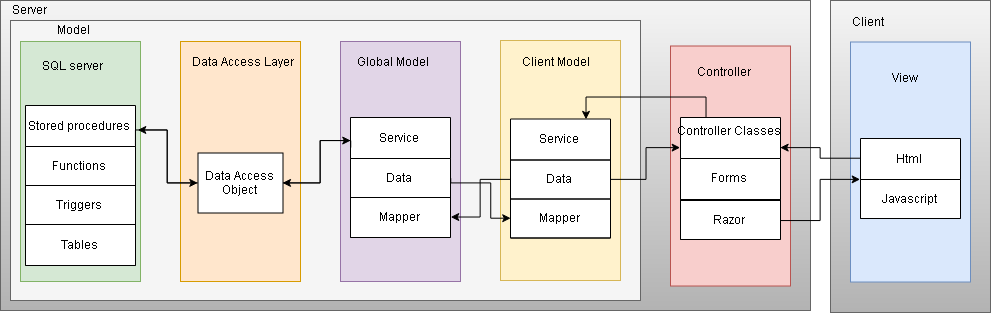 Server
Model
SQL server
Stored procedures
Functions
Triggers
Tables
Data Access Layer
Data Access
Object
Global Model
Service
Data
Mapper
Client Model
Service
Data
Mapper
Controller
Controller Classes
Forms
Razor
Client
View
Html
Javascript